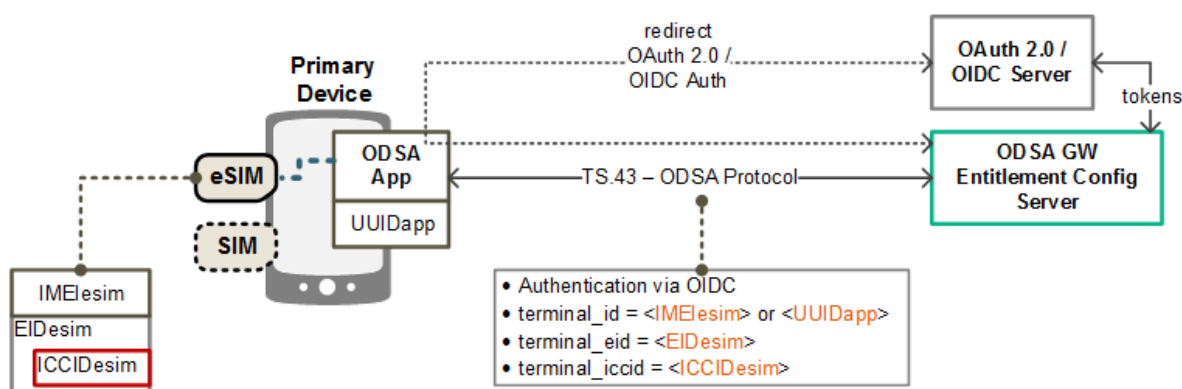 redirect
OAuth 2.0 /
OIDC Auth
OAuth 2.0 /
OIDC Server
tokens
Primary
Device
eSIM
SIM
ODSA
App
UUIDapp
TS.43 – ODSA Protocol
ODSA GW
Entitlement Config
Server
IMEIesim
EIDesim
ICCIDesim
• Authentication via OIDC
• terminal_id = <IMEIesim> or <UUIDapp>
• terminal_eid = <EIDesim>
• terminal_iccid = <ICCIDesim>